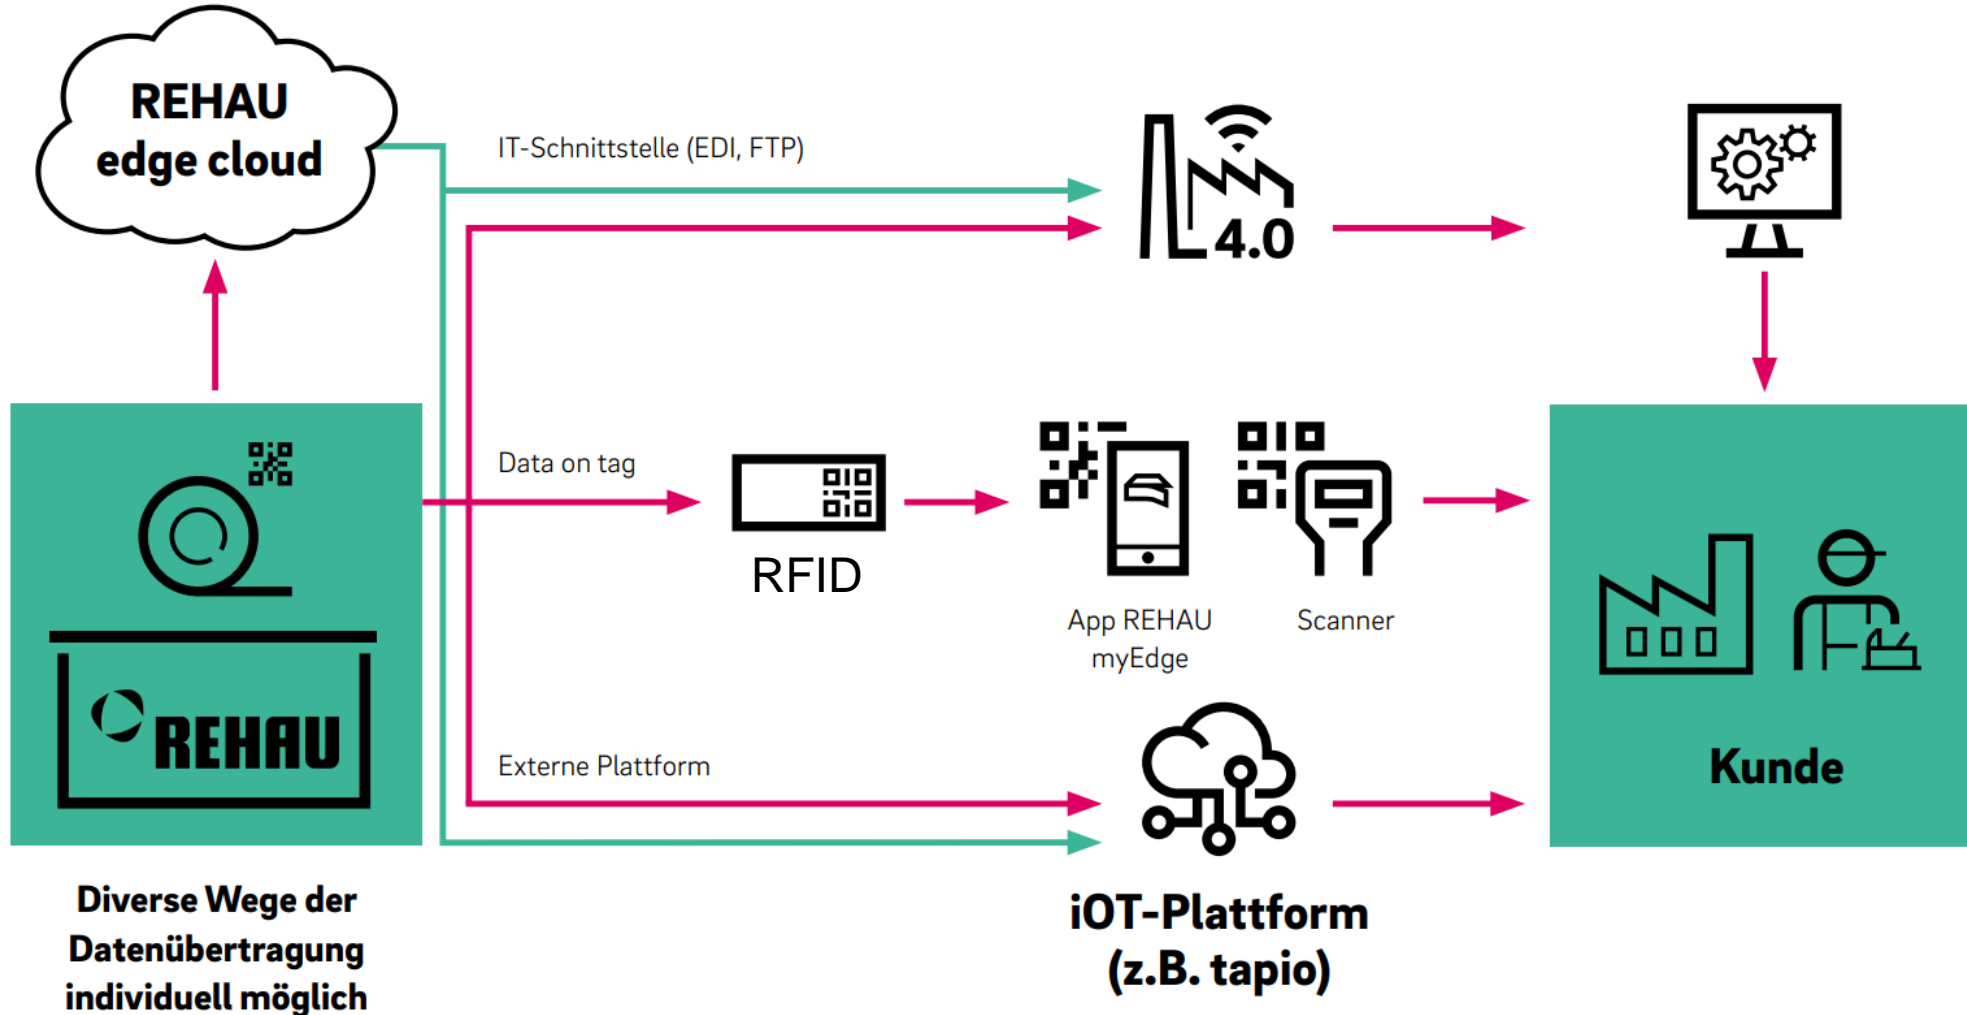 REHAU
edge cloud
IT-Schnittstelle (EDI, FTP)
4.0
Data on tag
RFID
App REHAU
myEdge
Scanner
REHAU
Externe Plattform
Kunde
Diverse Wege der
Datenübertragung
individuell möglich
iOT-Plattform
(z.B. tapio)